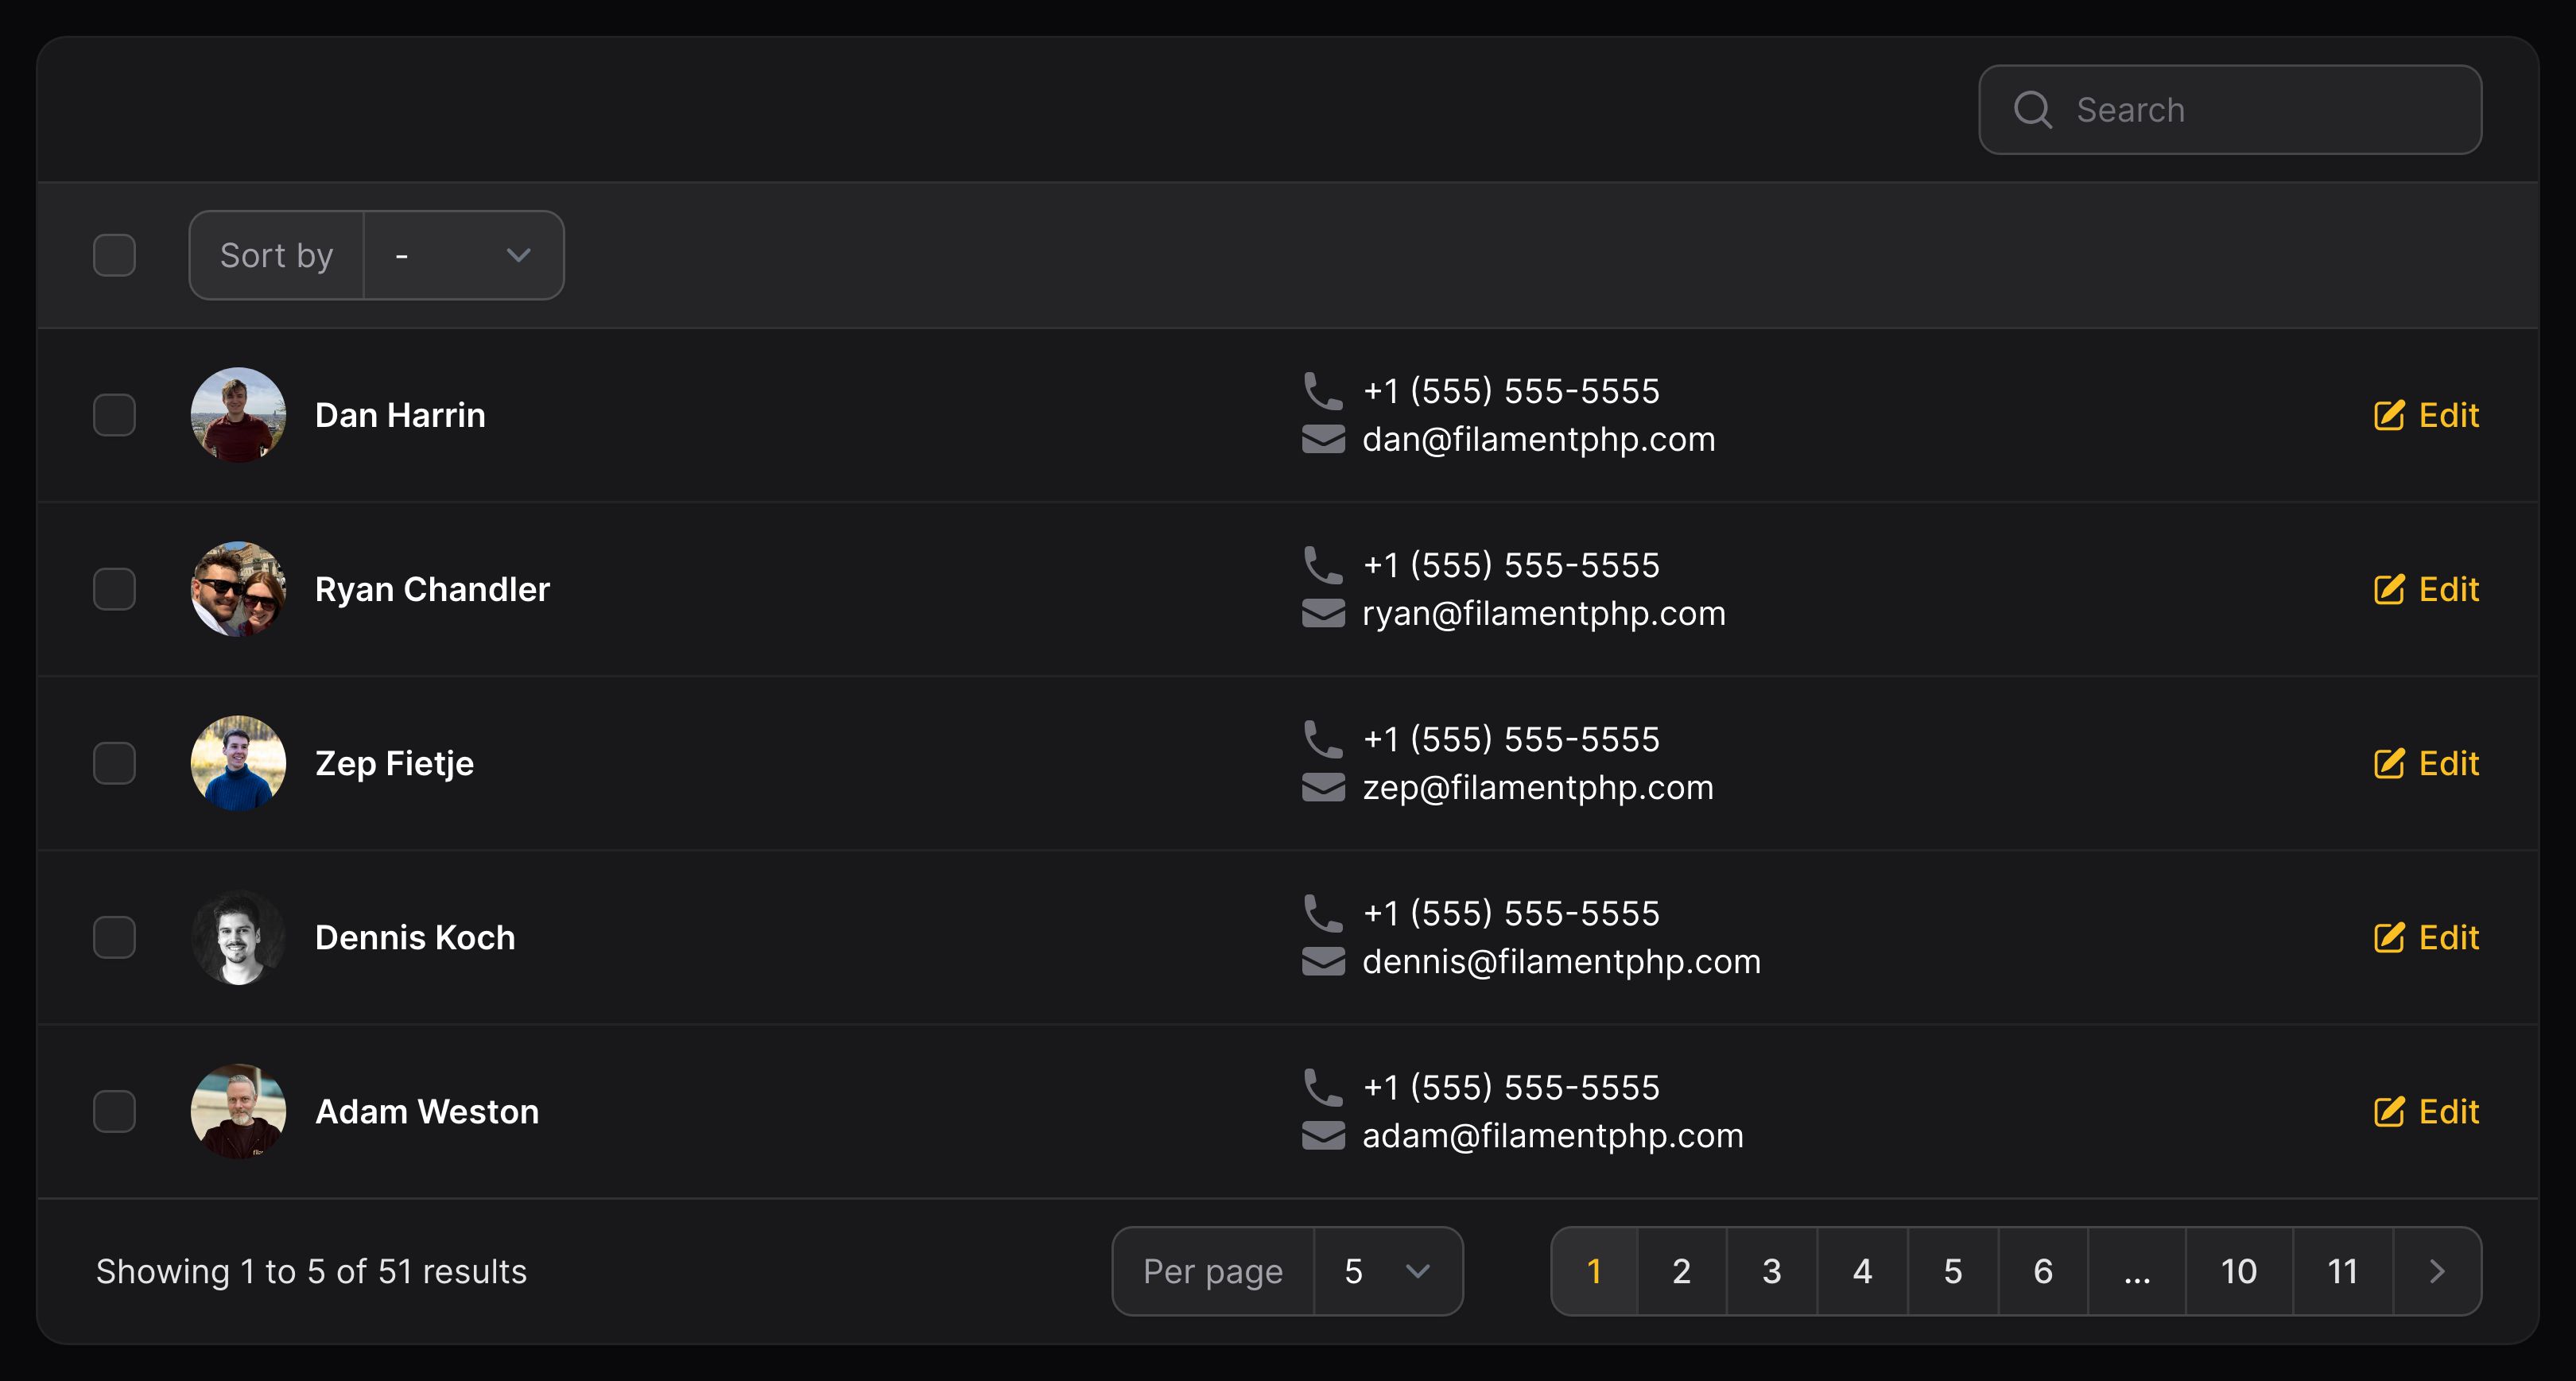 Search
Sort by -
Dan Harrin
+1 (555) 555-5555
dan@filamentphp.com
Edit
Ryan Chandler
+1 (555) 555-5555
ryan@filamentphp.com
Edit
Zep Fietje
+1 (555) 555-5555
zep@filamentphp.com
Edit
Dennis Koch
+1 (555) 555-5555
dennis@filamentphp.com
Edit
Adam Weston
+1 (555) 555-5555
adam@filamentphp.com
Edit
Showing 1 to 5 of 51 results
Per page 5
1 2 3 4 5 6 ... 10 11